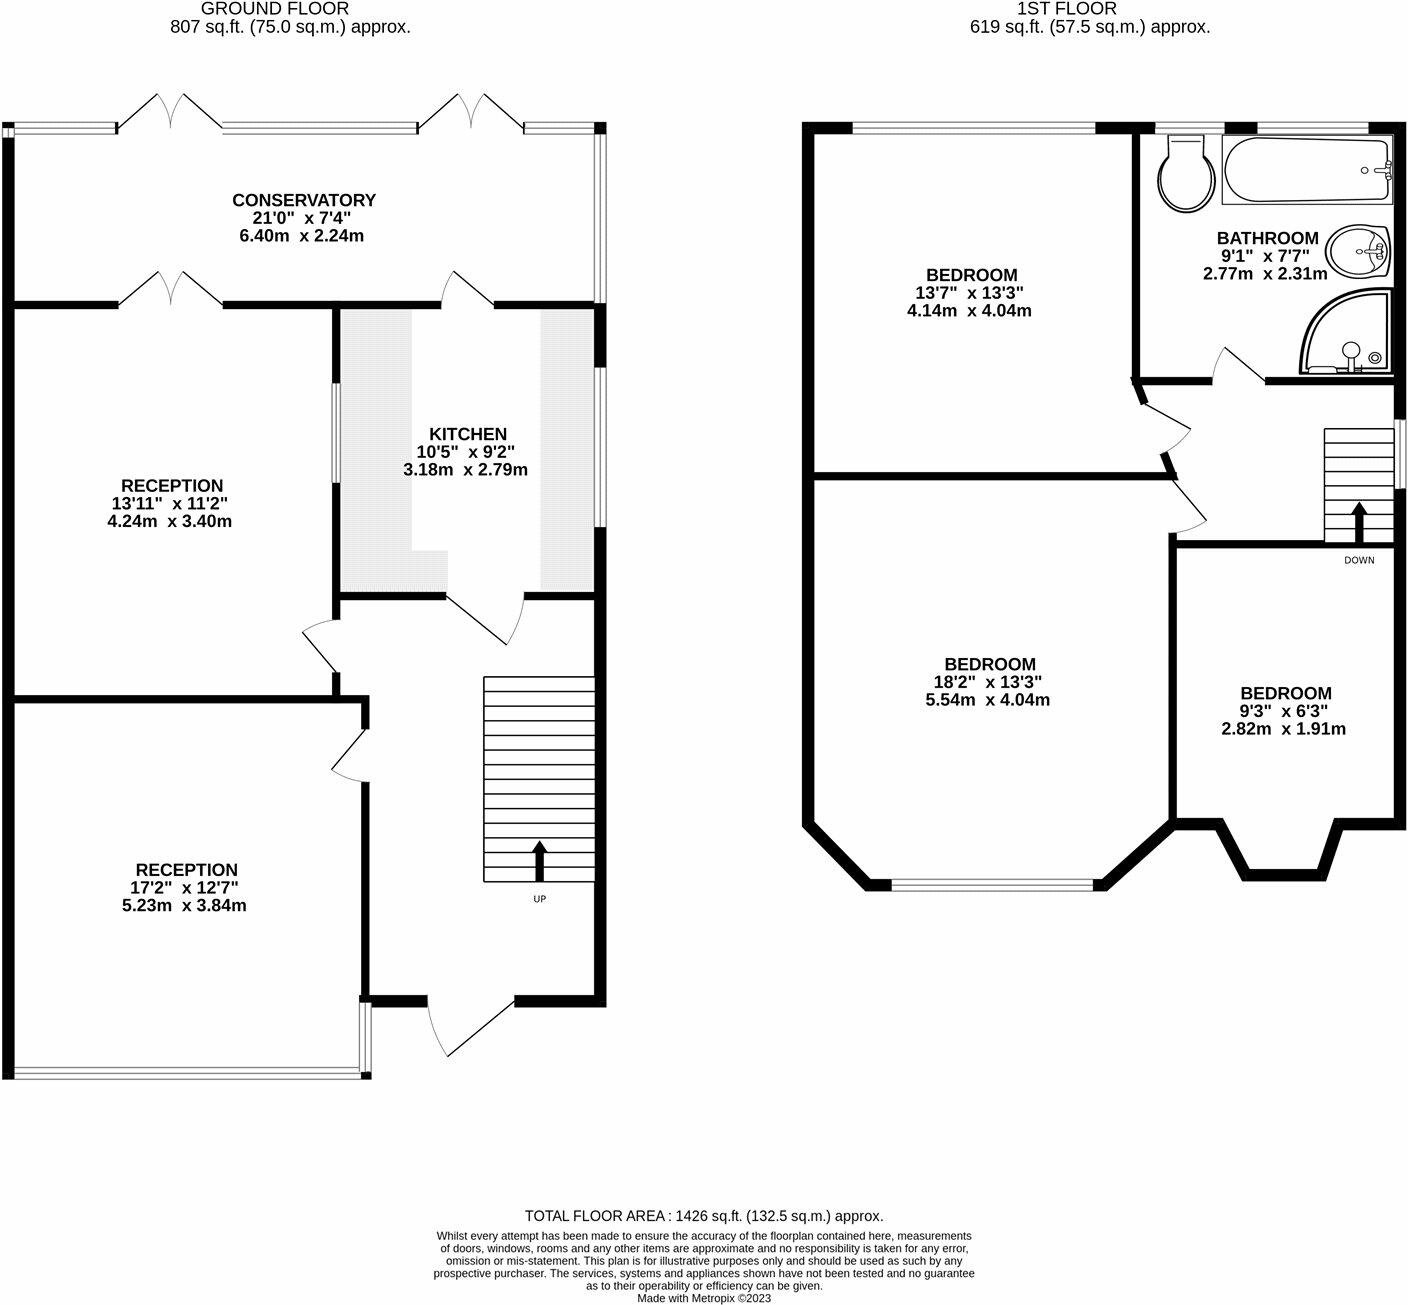 GROUND FLOOR
807 sq.ft. (75.0 sq.m.) approx.
CONSERVATORY
21'0" x 7'4"
6.40m x 2.24m
KITCHEN
10'5" x 9'2"
3.18m x 2.79m
RECEPTION
13'11" x 11'2"
4.24m x 3.40m
RECEPTION
17'2" x 12'7"
5.23m x 3.84m
UP
1ST FLOOR
619 sq.ft. (57.5 sq.m.) approx.
BATHROOM
9'1" x 7'7"
2.77m x 2.31m
BEDROOM
13'7" x 13'3"
4.14m x 4.04m
DOWN
BEDROOM
18'2" x 13'3"
5.54m x 4.04m
BEDROOM
9'3" x 6'3"
2.82m x 1.91m
TOTAL FLOOR AREA : 1426 sq.ft. (132.5 sq.m.) approx.
Whilst every attempt has been made to ensure the accuracy of the floorplan contained here, measurements
of doors, windows, rooms and any other items are approximate and no responsibility is taken for any error,
omission or mis-statement. This plan is for illustrative purposes only and should be used as such by any
prospective purchaser. The services, systems and appliances shown have not been tested and no guarantee
as to their operability or efficiency can be given.
Made with Metropix ©2023